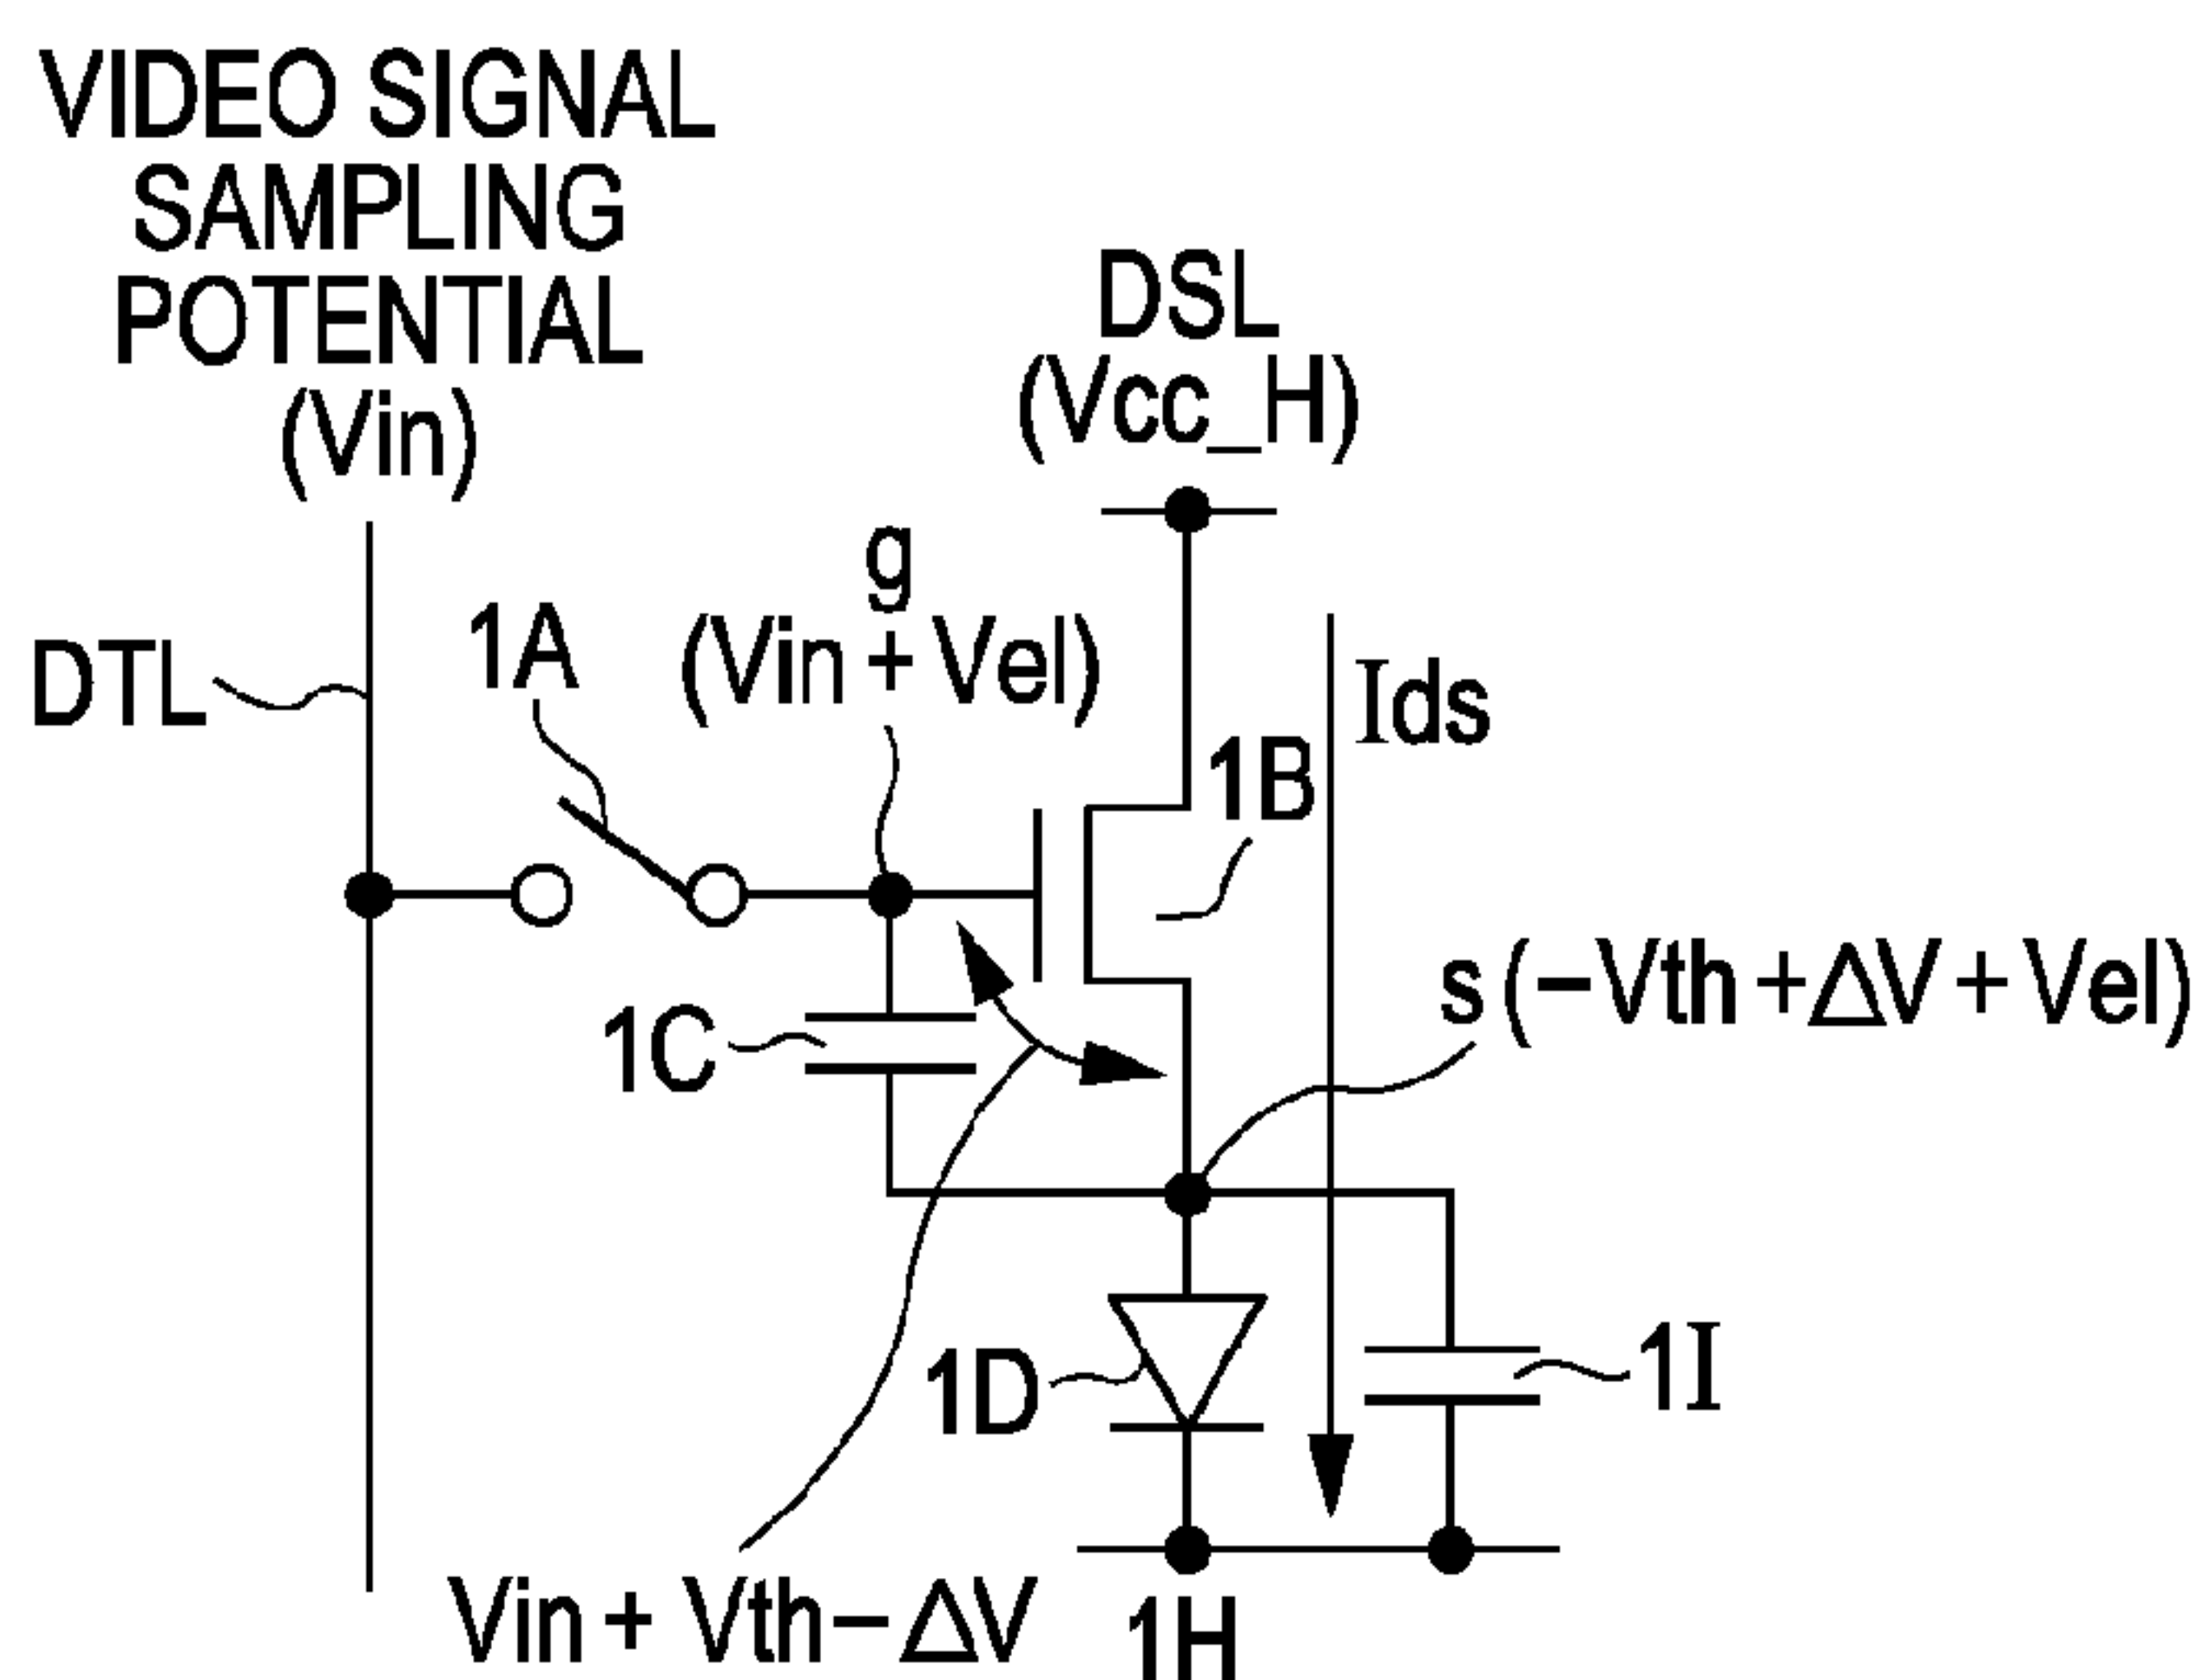 VIDEO SIGNAL
SAMPLING
POTENTIAL
(Vin)
DSL
(Vcc_H)
g
(Vin + Vel)
DTL
1A
Ids
1B
s (−Vth + ΔV + Vel)
1C
1D
1I
Vin + Vth − ΔV
1H